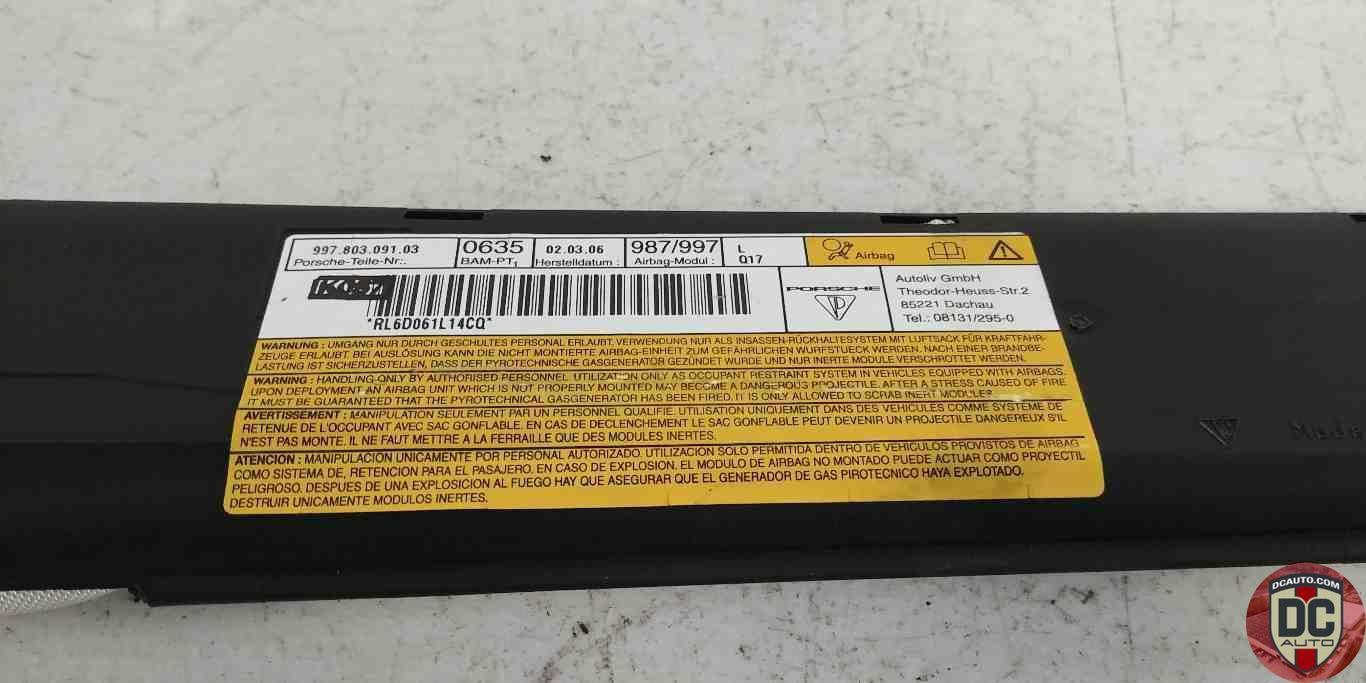 997.803.091.03
Porsche-Teile-Nr.:
0635
BAM-PT1
02.03.06
Herstelldatum :
987/997
Airbag-Modul :
L
Q17
Airbag
*RL6D061L14CQ*
PORSCHE
Autoliv GmbH
Theodor-Heuss-Str.2
85221 Dachau
Tel.: 08131/295-0
WARNUNG : UMGANG NUR DURCH GESCHULTES PERSONAL ERLAUBT. VERWENDUNG NUR ALS INSASSEN-RÜCKHALTESYSTEM MIT LUFTSACK FÜR KRAFTFAHR-
ZEUGE ERLAUBT. BEI AUSLÖSUNG KANN DIE NICHT MONTIERTE AIRBAG-EINHEIT ZUM GEFÄHRLICHEN WURFSTUECK WERDEN. NACH EINER BRANDBE-
LASTUNG IST SICHERZUSTELLEN, DASS DER PYROTECHNISCHE GASGENERATOR GEZÜNDET WURDE UND NUR INERTE MODULE VERSCHROTTET WERDEN.
WARNING : HANDLING ONLY BY AUTHORISED PERSONNEL. UTILIZATION ONLY AS OCCUPANT RESTRAINT SYSTEM IN VEHICLES EQUIPPED WITH AIRBAGS.
UPON DEPLOYMENT AN AIRBAG UNIT WHICH IS NOT PROPERLY MOUNTED MAY BECOME A DANGEROUS PROJECTILE. AFTER A STRESS CAUSED OF FIRE
IT MUST BE GUARANTEED THAT THE PYROTECHNICAL GASGENERATOR HAS BEEN FIRED. IT IS ONLY ALLOWED TO SCRAB INERT MODULES
AVERTISSEMENT : MANIPULATION SEULEMENT PAR UN PERSONNEL QUALIFIE. UTILISATION UNIQUEMENT DANS DES VEHICULES COMME SYSTEME DE
RETENUE DE L'OCCUPANT AVEC SAC GONFLABLE. EN CAS DE DECLENCHEMENT LE SAC GONFLABLE PEUT DEVENIR UN PROJECTILE DANGEREUX S'IL
N'EST PAS MONTE. IL NE FAUT METTRE A LA FERRAILLE QUE DES MODULES INERTES.
ATENCION : MANIPULACIÓN UNICAMENTE POR PERSONAL AUTORIZADO. UTILIZACION SOLO PERMITIDA DENTRO DE VEHICULOS PROVISTOS DE AIRBAG
COMO SISTEMA DE, RETENCION PARA EL PASAJERO. EN CASO DE EXPLOSION. EL MODULO DE AIRBAG NO MONTADO PUEDE ACTUAR COMO PROYECTIL
PELIGROSO. DESPUES DE UNA EXPLOSION AL FUEGO HAY QUE ASEGURAR QUE EL GENERADOR DE GAS PIROTECNICO HAYA EXPLOTADO.
DESTRUIR UNICAMENTE MODULOS INERTES.
DCAUTO.COM
DC
AUTO